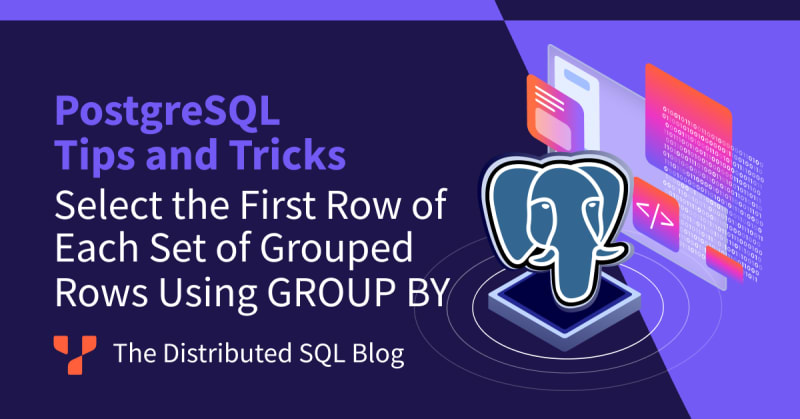 PostgreSQL
Tips and Tricks
Select the First Row of
Each Set of Grouped
Rows Using GROUP BY
The Distributed SQL Blog
</>